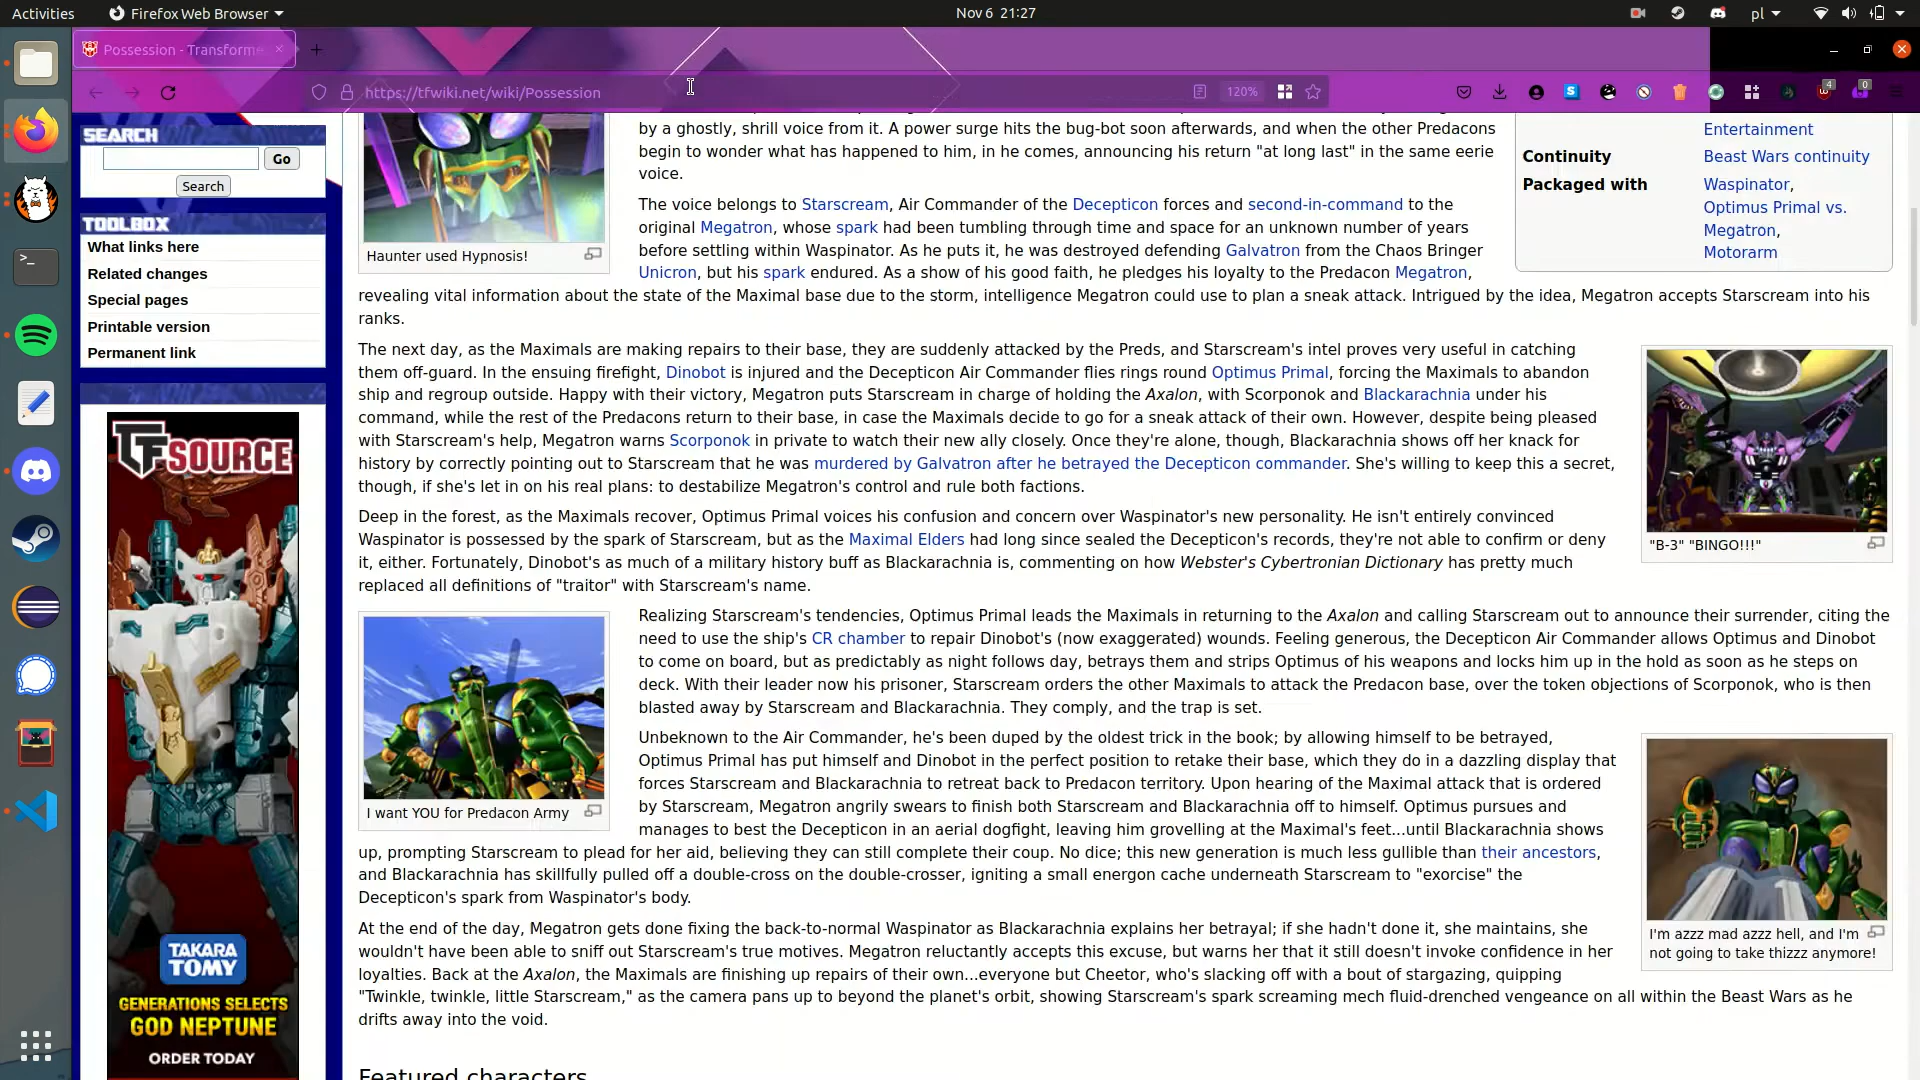 Activities
Firefox Web Browser
Nov 6 21:27
pl
Possession - Transforme
https://tfwiki.net/wiki/Possession
120%
4
0
SEARCH
Go
Search
TOOLBOX
What links here
Related changes
Special pages
Printable version
Permanent link
TFSOURCE
TAKARA
TOMY
GENERATIONS SELECTS
GOD NEPTUNE
ORDER TODAY
Haunter used Hypnosis!
by a ghostly, shrill voice from it. A power surge hits the bug-bot soon afterwards, and when the other Predacons
begin to wonder what has happened to him, in he comes, announcing his return "at long last" in the same eerie
voice.
The voice belongs to Starscream, Air Commander of the Decepticon forces and second-in-command to the
original Megatron, whose spark had been tumbling through time and space for an unknown number of years
before settling within Waspinator. As he puts it, he was destroyed defending Galvatron from the Chaos Bringer
Unicron, but his spark endured. As a show of his good faith, he pledges his loyalty to the Predacon Megatron,
revealing vital information about the state of the Maximal base due to the storm, intelligence Megatron could use to plan a sneak attack. Intrigued by the idea, Megatron accepts Starscream into his
ranks.
Entertainment
Continuity
Beast Wars continuity
Packaged with
Waspinator,
Optimus Primal vs.
Megatron,
Motorarm
The next day, as the Maximals are making repairs to their base, they are suddenly attacked by the Preds, and Starscream's intel proves very useful in catching
them off-guard. In the ensuing firefight, Dinobot is injured and the Decepticon Air Commander flies rings round Optimus Primal, forcing the Maximals to abandon
ship and regroup outside. Happy with their victory, Megatron puts Starscream in charge of holding the Axalon, with Scorponok and Blackarachnia under his
command, while the rest of the Predacons return to their base, in case the Maximals decide to go for a sneak attack of their own. However, despite being pleased
with Starscream's help, Megatron warns Scorponok in private to watch their new ally closely. Once they're alone, though, Blackarachnia shows off her knack for
history by correctly pointing out to Starscream that he was murdered by Galvatron after he betrayed the Decepticon commander. She's willing to keep this a secret,
though, if she's let in on his real plans: to destabilize Megatron's control and rule both factions.
"B-3" "BINGO!!!"
Deep in the forest, as the Maximals recover, Optimus Primal voices his confusion and concern over Waspinator's new personality. He isn't entirely convinced
Waspinator is possessed by the spark of Starscream, but as the Maximal Elders had long since sealed the Decepticon's records, they're not able to confirm or deny
it, either. Fortunately, Dinobot's as much of a military history buff as Blackarachnia is, commenting on how Webster's Cybertronian Dictionary has pretty much
replaced all definitions of "traitor" with Starscream's name.
I want YOU for Predacon Army
Realizing Starscream's tendencies, Optimus Primal leads the Maximals in returning to the Axalon and calling Starscream out to announce their surrender, citing the
need to use the ship's CR chamber to repair Dinobot's (now exaggerated) wounds. Feeling generous, the Decepticon Air Commander allows Optimus and Dinobot
to come on board, but as predictably as night follows day, betrays them and strips Optimus of his weapons and locks him up in the hold as soon as he steps on
deck. With their leader now his prisoner, Starscream orders the other Maximals to attack the Predacon base, over the token objections of Scorponok, who is then
blasted away by Starscream and Blackarachnia. They comply, and the trap is set.
Unbeknown to the Air Commander, he's been duped by the oldest trick in the book; by allowing himself to be betrayed,
Optimus Primal has put himself and Dinobot in the perfect position to retake their base, which they do in a dazzling display that
forces Starscream and Blackarachnia to retreat back to Predacon territory. Upon hearing of the Maximal attack that is ordered
by Starscream, Megatron angrily swears to finish both Starscream and Blackarachnia off to himself. Optimus pursues and
manages to best the Decepticon in an aerial dogfight, leaving him grovelling at the Maximal's feet...until Blackarachnia shows
up, prompting Starscream to plead for her aid, believing they can still complete their coup. No dice; this new generation is much less gullible than their ancestors,
and Blackarachnia has skillfully pulled off a double-cross on the double-crosser, igniting a small energon cache underneath Starscream to "exorcise" the
Decepticon's spark from Waspinator's body.
I'm azzz mad azzz hell, and I'm
not going to take thizzz anymore!
At the end of the day, Megatron gets done fixing the back-to-normal Waspinator as Blackarachnia explains her betrayal; if she hadn't done it, she maintains, she
wouldn't have been able to sniff out Starscream's true motives. Megatron reluctantly accepts this excuse, but warns her that it still doesn't invoke confidence in her
loyalties. Back at the Axalon, the Maximals are finishing up repairs of their own...everyone but Cheetor, who's slacking off with a bout of stargazing, quipping
"Twinkle, twinkle, little Starscream," as the camera pans up to beyond the planet's orbit, showing Starscream's spark screaming mech fluid-drenched vengeance on all within the Beast Wars as he
drifts away into the void.
Featured characters